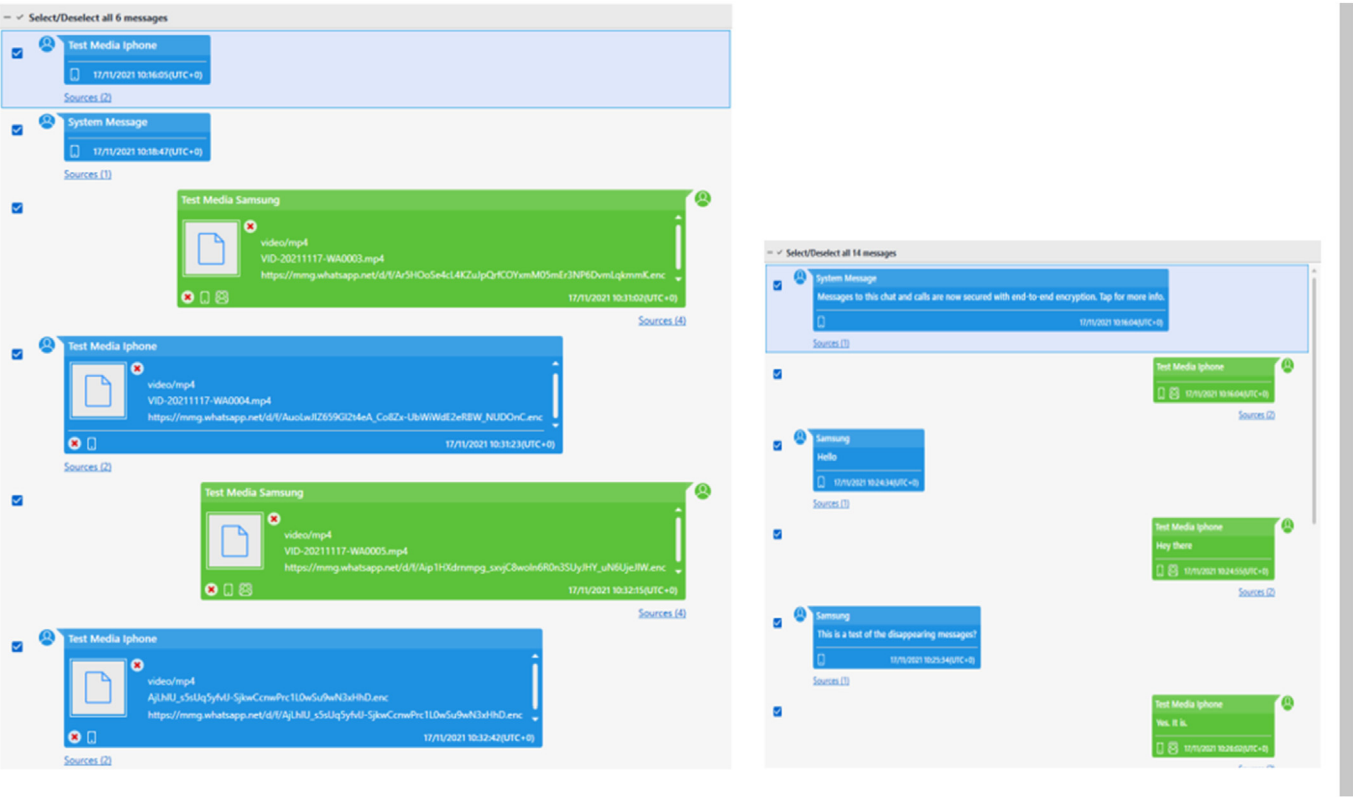 Select/Deselect all 6 messages
Test Media Iphone
17/11/2021 10:16:05(UTC+0)
Sources (2)
System Message
17/11/2021 10:18:47(UTC+0)
Sources (1)
Test Media Samsung
video/mp4
VID-20211117-WA0003.mp4
17/11/2021 10:31:02(UTC+0)
Sources (4)
Test Media Iphone
video/mp4
VID-20211117-WA0004.mp4
17/11/2021 10:31:23(UTC+0)
Sources (2)
Test Media Samsung
video/mp4
VID-20211117-WA0005.mp4
17/11/2021 10:32:15(UTC+0)
Sources (4)
Test Media Iphone
video/mp4
17/11/2021 10:32:42(UTC+0)
Sources (2)
Select/Deselect all 14 messages
System Message
Messages to this chat and calls are now secured with end-to-end encryption. Tap for more info.
17/11/2021 10:16:04(UTC+0)
Sources (1)
Test Media Iphone
17/11/2021 10:16:04(UTC+0)
Sources (2)
Samsung
Hello
17/11/2021 10:24:34(UTC+0)
Sources (1)
Test Media Iphone
Hey there
17/11/2021 10:24:55(UTC+0)
Sources (2)
Samsung
This is a test of the disappearing messages?
17/11/2021 10:25:34(UTC+0)
Sources (1)
Test Media Iphone
Yes. It is.
17/11/2021 10:28:02(UTC+0)